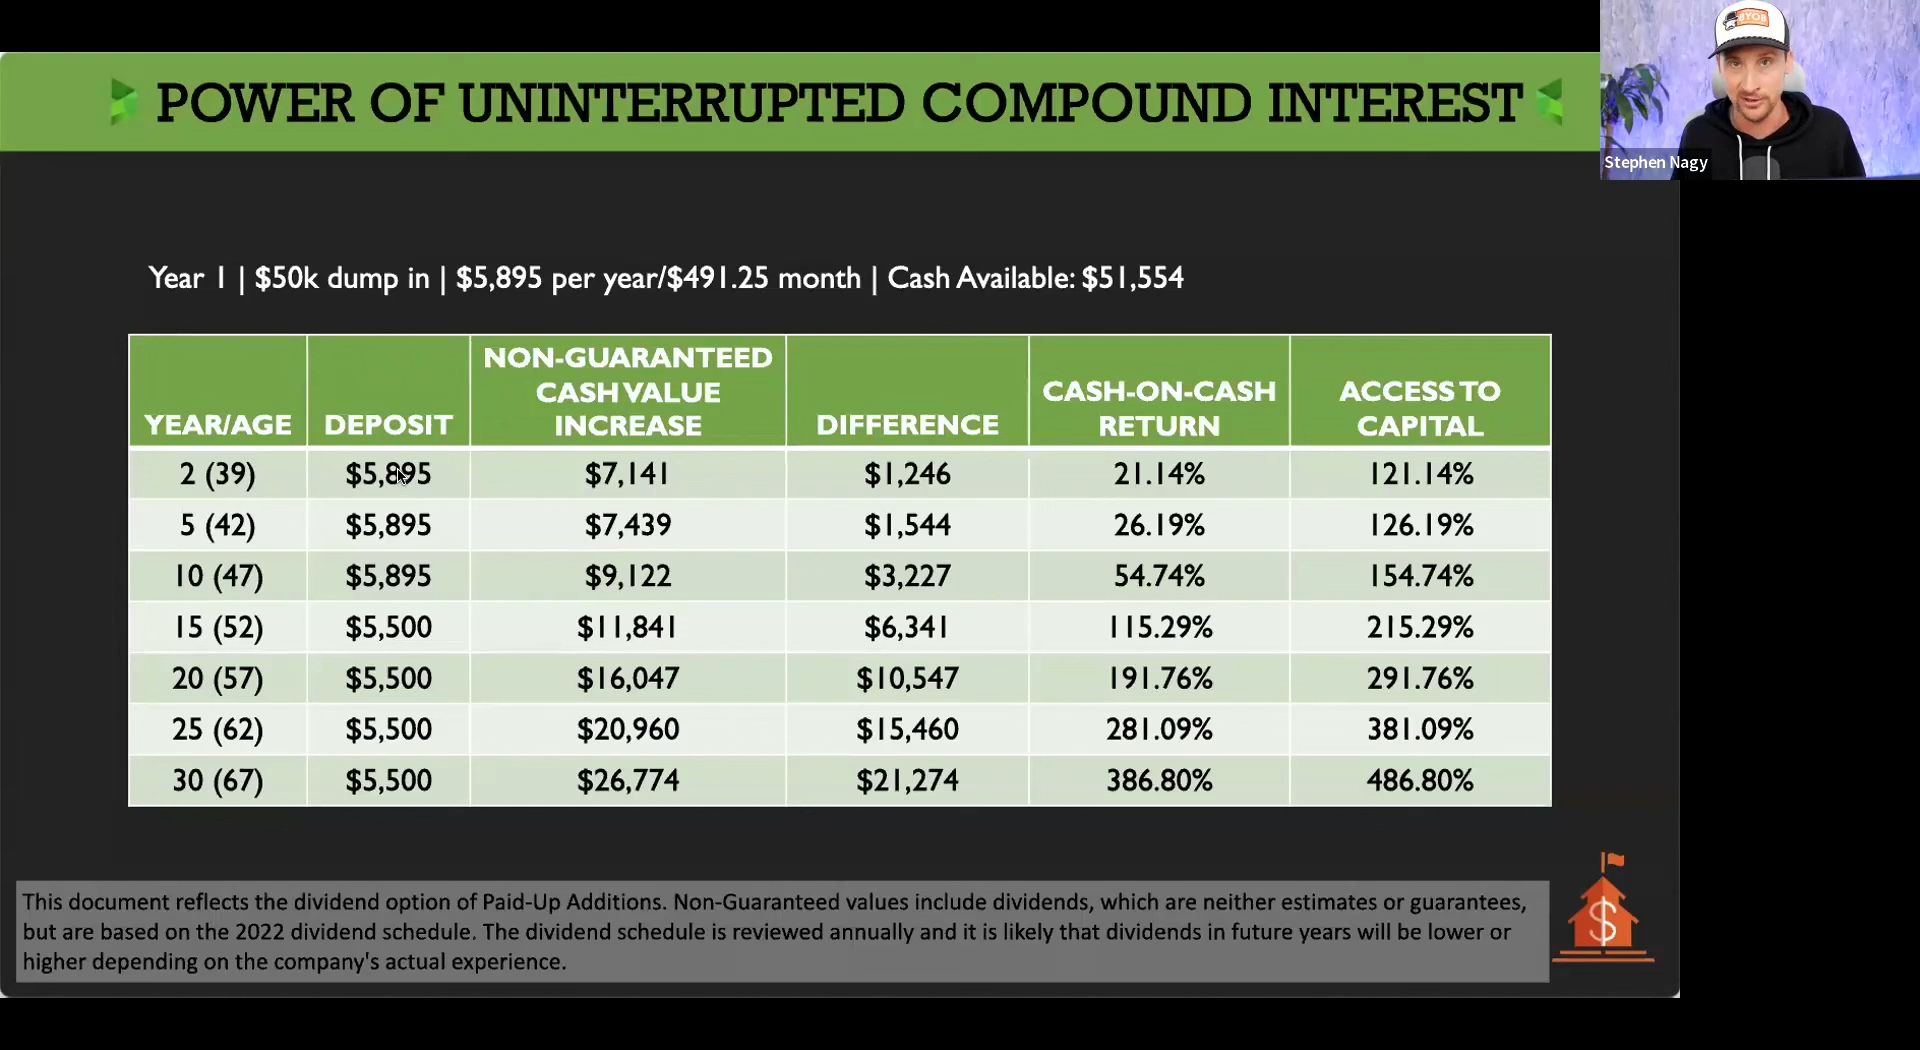 POWER OF UNINTERRUPTED COMPOUND INTEREST
BYOB
Stephen Nagy
Year 1 | $50k dump in | $5,895 per year/$491.25 month | Cash Available: $51,554
YEAR/AGE DEPOSIT NON-GUARANTEED CASH VALUE INCREASE DIFFERENCE CASH-ON-CASH RETURN ACCESS TO CAPITAL
2 (39) $5,895 $7,141 $1,246 21.14% 121.14%
5 (42) $5,895 $7,439 $1,544 26.19% 126.19%
10 (47) $5,895 $9,122 $3,227 54.74% 154.74%
15 (52) $5,500 $11,841 $6,341 115.29% 215.29%
20 (57) $5,500 $16,047 $10,547 191.76% 291.76%
25 (62) $5,500 $20,960 $15,460 281.09% 381.09%
30 (67) $5,500 $26,774 $21,274 386.80% 486.80%
This document reflects the dividend option of Paid-Up Additions. Non-Guaranteed values include dividends, which are neither estimates or guarantees,
but are based on the 2022 dividend schedule. The dividend schedule is reviewed annually and it is likely that dividends in future years will be lower or
higher depending on the company's actual experience.
$